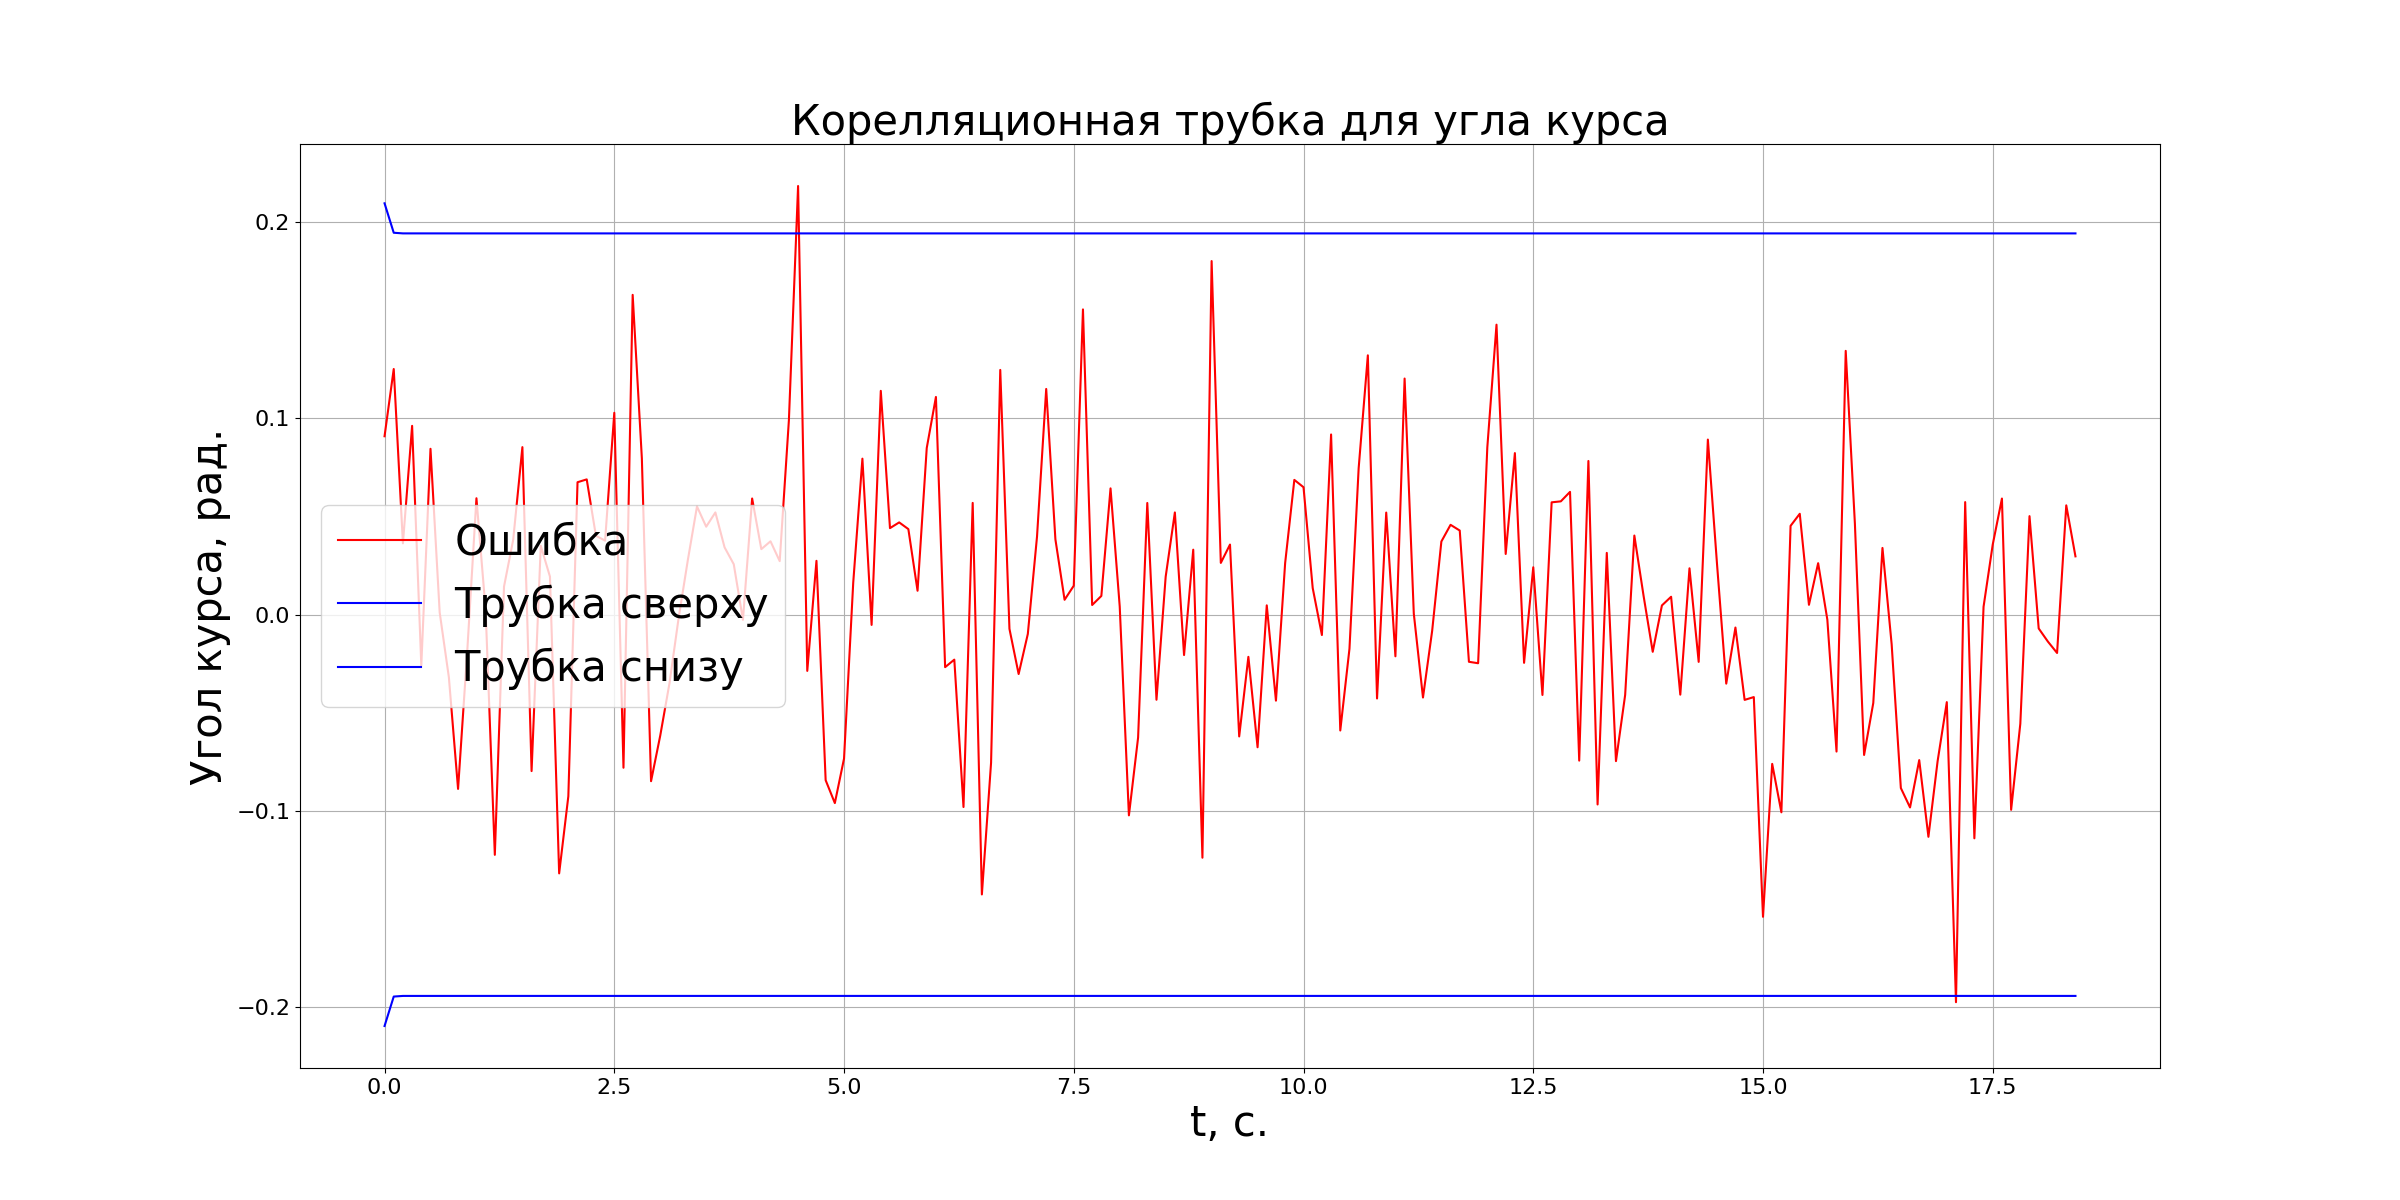 Корелляционная трубка для угла курса
Угол курса, рад.
0.2
0.1
0.0
−0.1
−0.2
Ошибка
Трубка сверху
Трубка снизу
0.0 2.5 5.0 7.5 10.0 12.5 15.0 17.5
t, с.